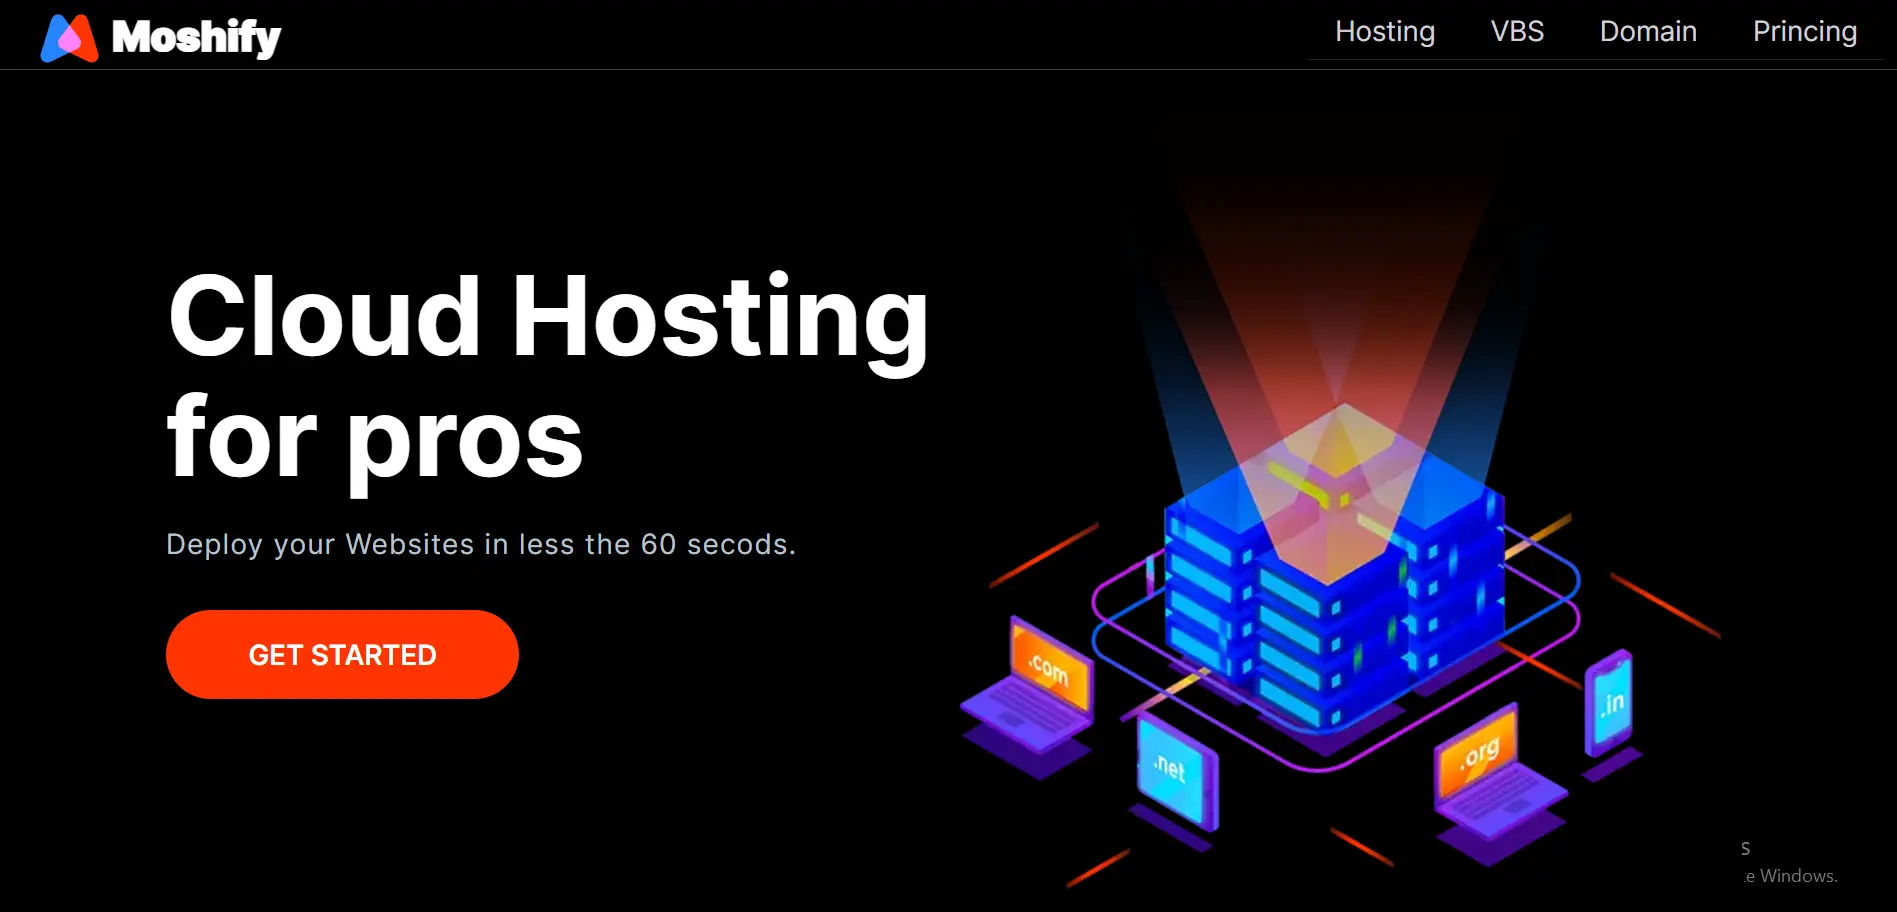 Moshify
Hosting VBS Domain Princing
Cloud Hosting
for pros
Deploy your Websites in less the 60 secods.
GET STARTED
.com
.net
.org
.in
s
Windows.